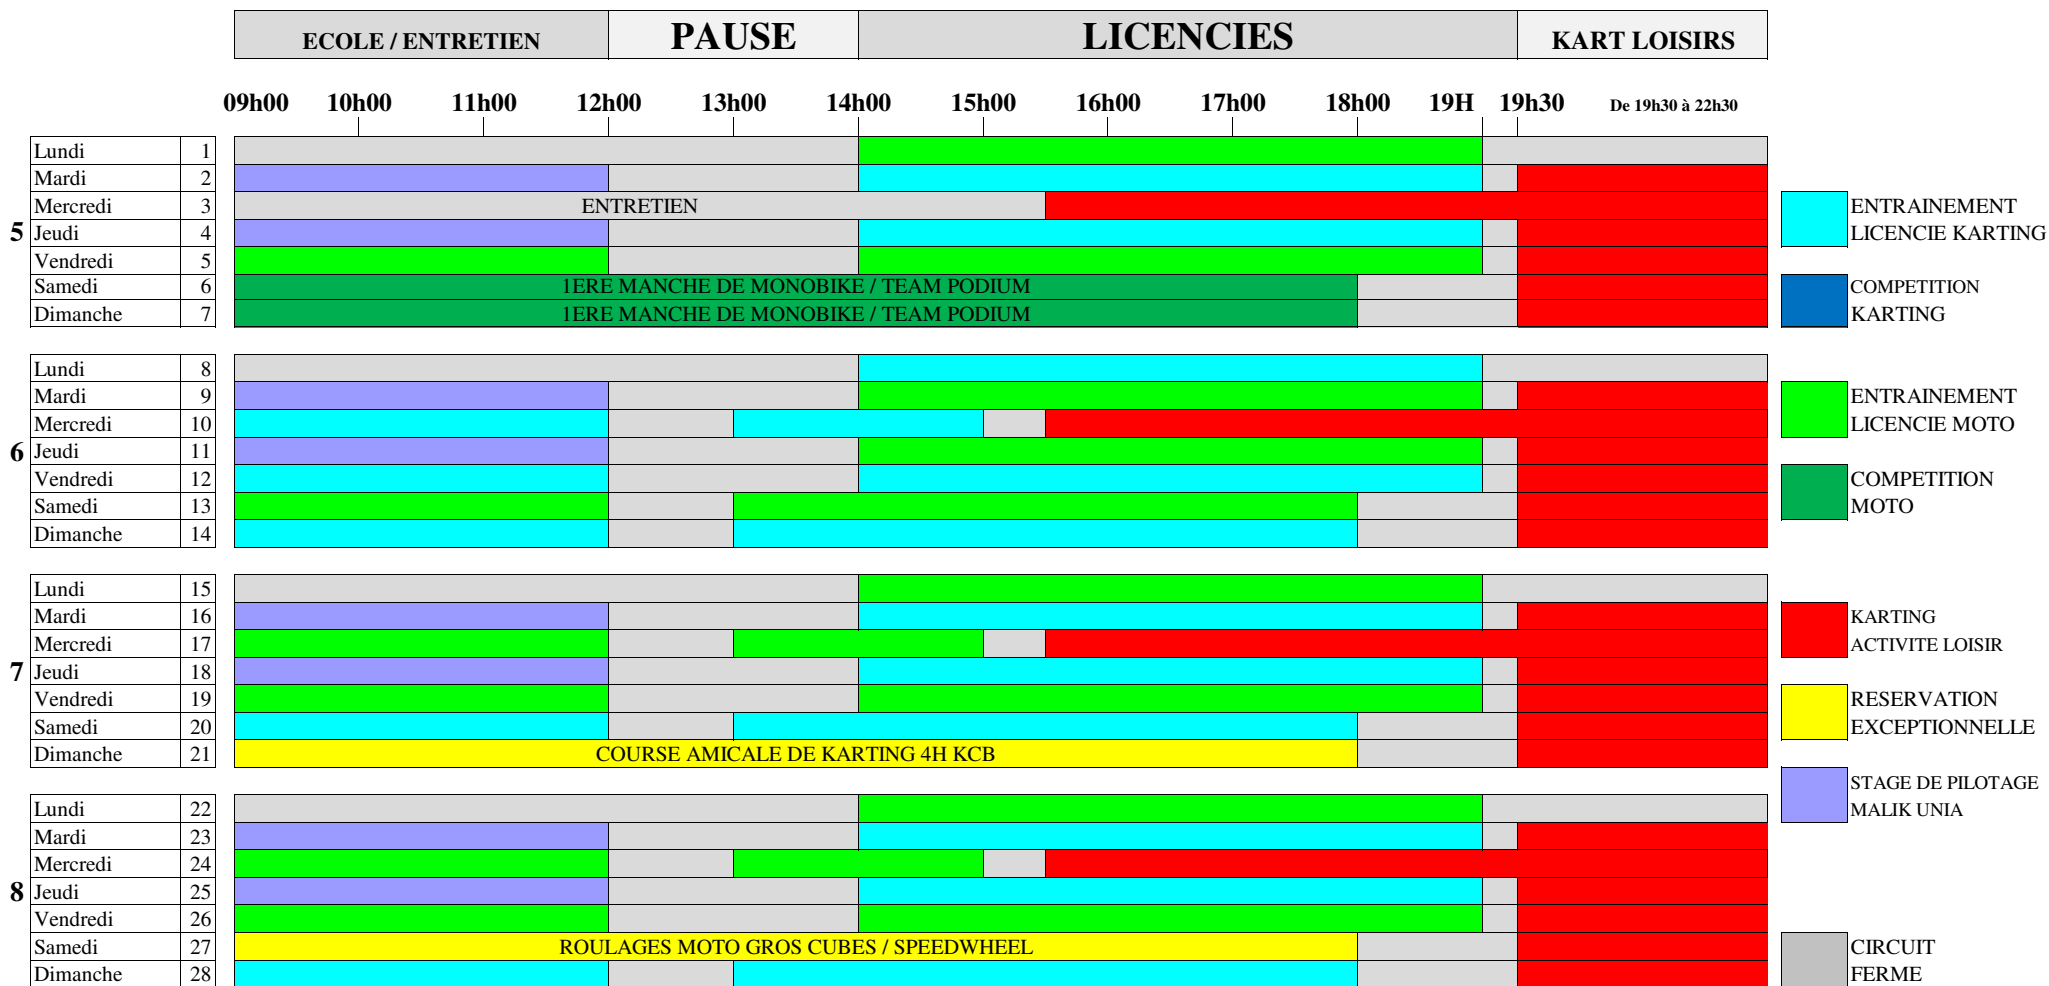 ECOLE / ENTRETIEN PAUSE LICENCIES KART LOISIRS
09h00 10h00 11h00 12h00 13h00 14h00 15h00 16h00 17h00 18h00 19H 19h30 De 19h30 à 22h30
Lundi 1
Mardi 2
Mercredi 3 ENTRETIEN
5 Jeudi 4
Vendredi 5
Samedi 6 1ERE MANCHE DE MONOBIKE / TEAM PODIUM
Dimanche 7 1ERE MANCHE DE MONOBIKE / TEAM PODIUM
Lundi 8
Mardi 9
Mercredi 10
6 Jeudi 11
Vendredi 12
Samedi 13
Dimanche 14
Lundi 15
Mardi 16
Mercredi 17
7 Jeudi 18
Vendredi 19
Samedi 20
Dimanche 21 COURSE AMICALE DE KARTING 4H KCB
Lundi 22
Mardi 23
Mercredi 24
8 Jeudi 25
Vendredi 26
Samedi 27 ROULAGES MOTO GROS CUBES / SPEEDWHEEL
Dimanche 28
ENTRAINEMENT
LICENCIE KARTING
COMPETITION
KARTING
ENTRAINEMENT
LICENCIE MOTO
COMPETITION
MOTO
KARTING
ACTIVITE LOISIR
RESERVATION
EXCEPTIONNELLE
STAGE DE PILOTAGE
MALIK UNIA
CIRCUIT
FERME